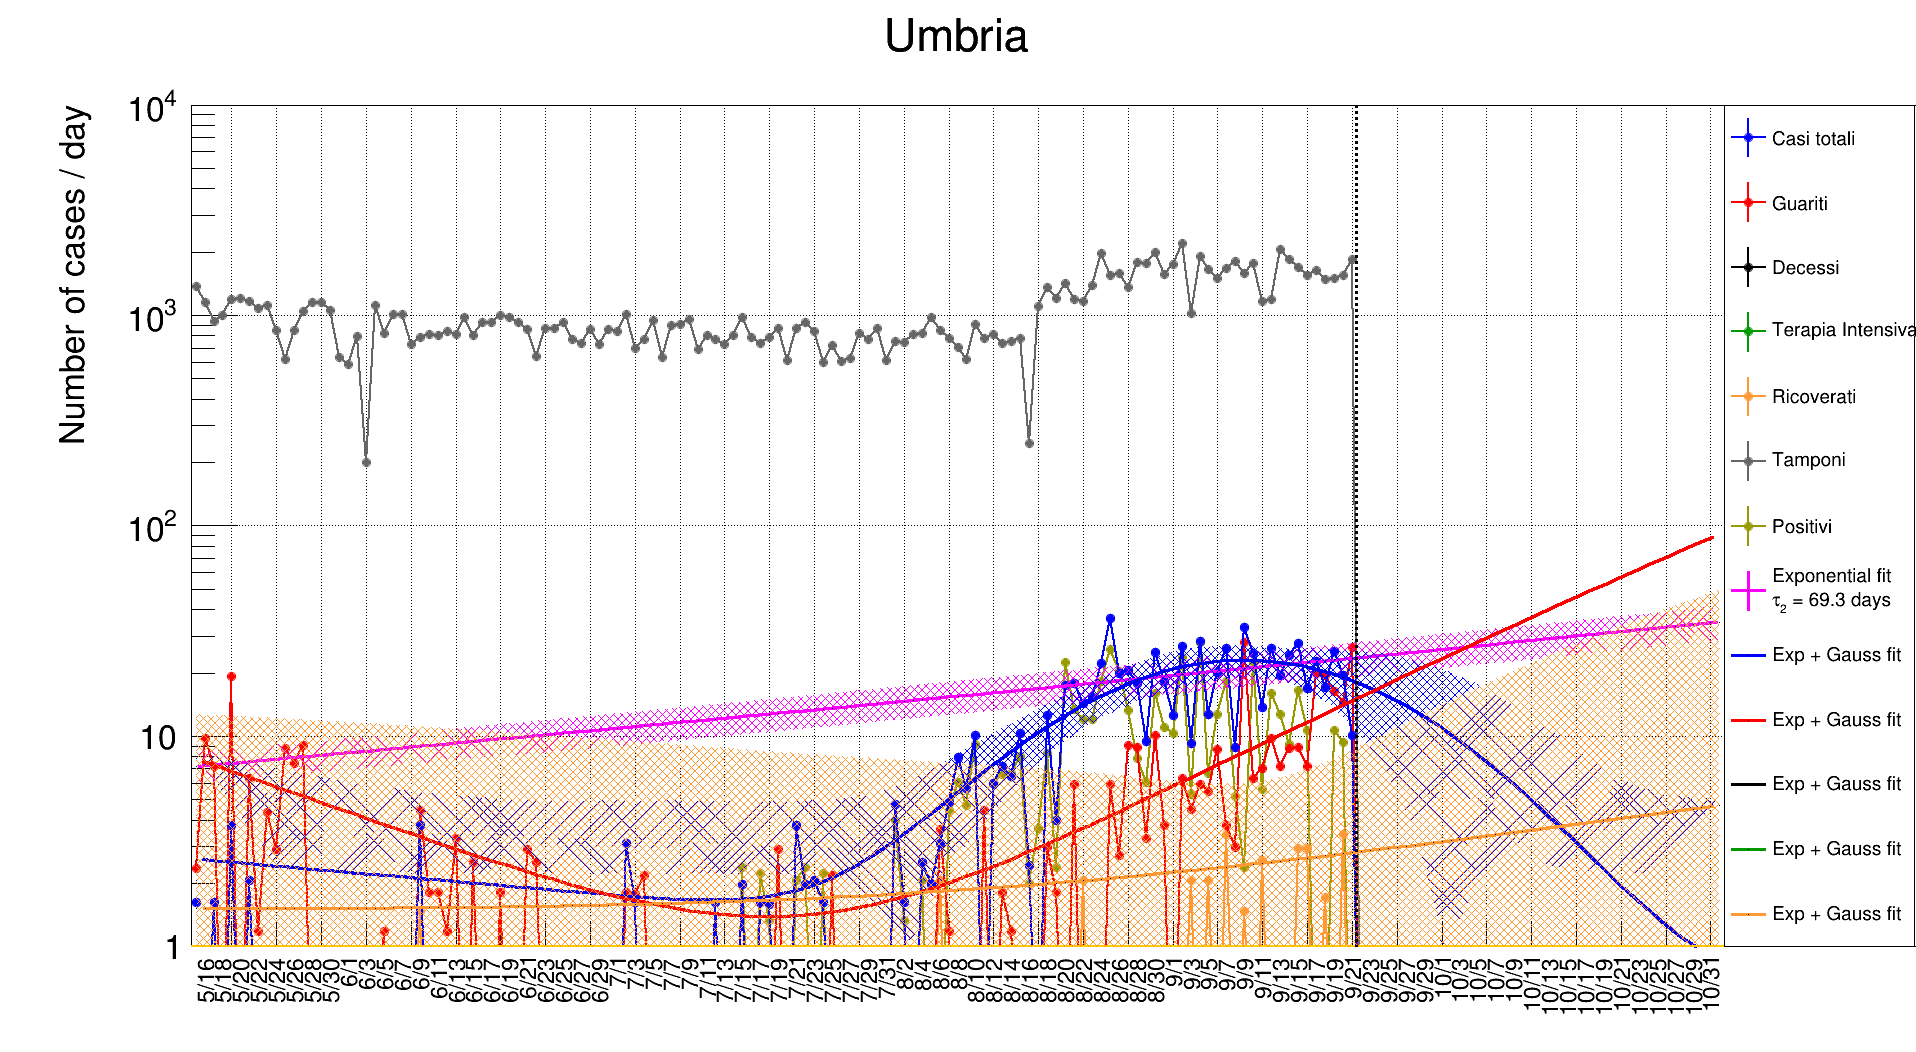 Umbria
Number of cases / day
10^4
10^3
10^2
10
1
5/16 5/18 5/20 5/22 5/24 5/26 5/28 5/30 6/1 6/3 6/5 6/7 6/9 6/11 6/13 6/15 6/17 6/19 6/21 6/23 6/25 6/27 6/29 7/1 7/3 7/5 7/7 7/9 7/11 7/13 7/15 7/17 7/19 7/21 7/23 7/25 7/27 7/29 7/31 8/2 8/4 8/6 8/8 8/10 8/12 8/14 8/16 8/18 8/20 8/22 8/24 8/26 8/28 8/30 9/1 9/3 9/5 9/7 9/9 9/11 9/13 9/15 9/17 9/19 9/21 9/23 9/25 9/27 9/29 10/1 10/3 10/5 10/7 10/9 10/11 10/13 10/15 10/17 10/19 10/21 10/23 10/25 10/27 10/29 10/31
Casi totali
Guariti
Decessi
Terapia Intensiva
Ricoverati
Tamponi
Positivi
Exponential fit
τ₂ = 69.3 days
Exp + Gauss fit
Exp + Gauss fit
Exp + Gauss fit
Exp + Gauss fit
Exp + Gauss fit